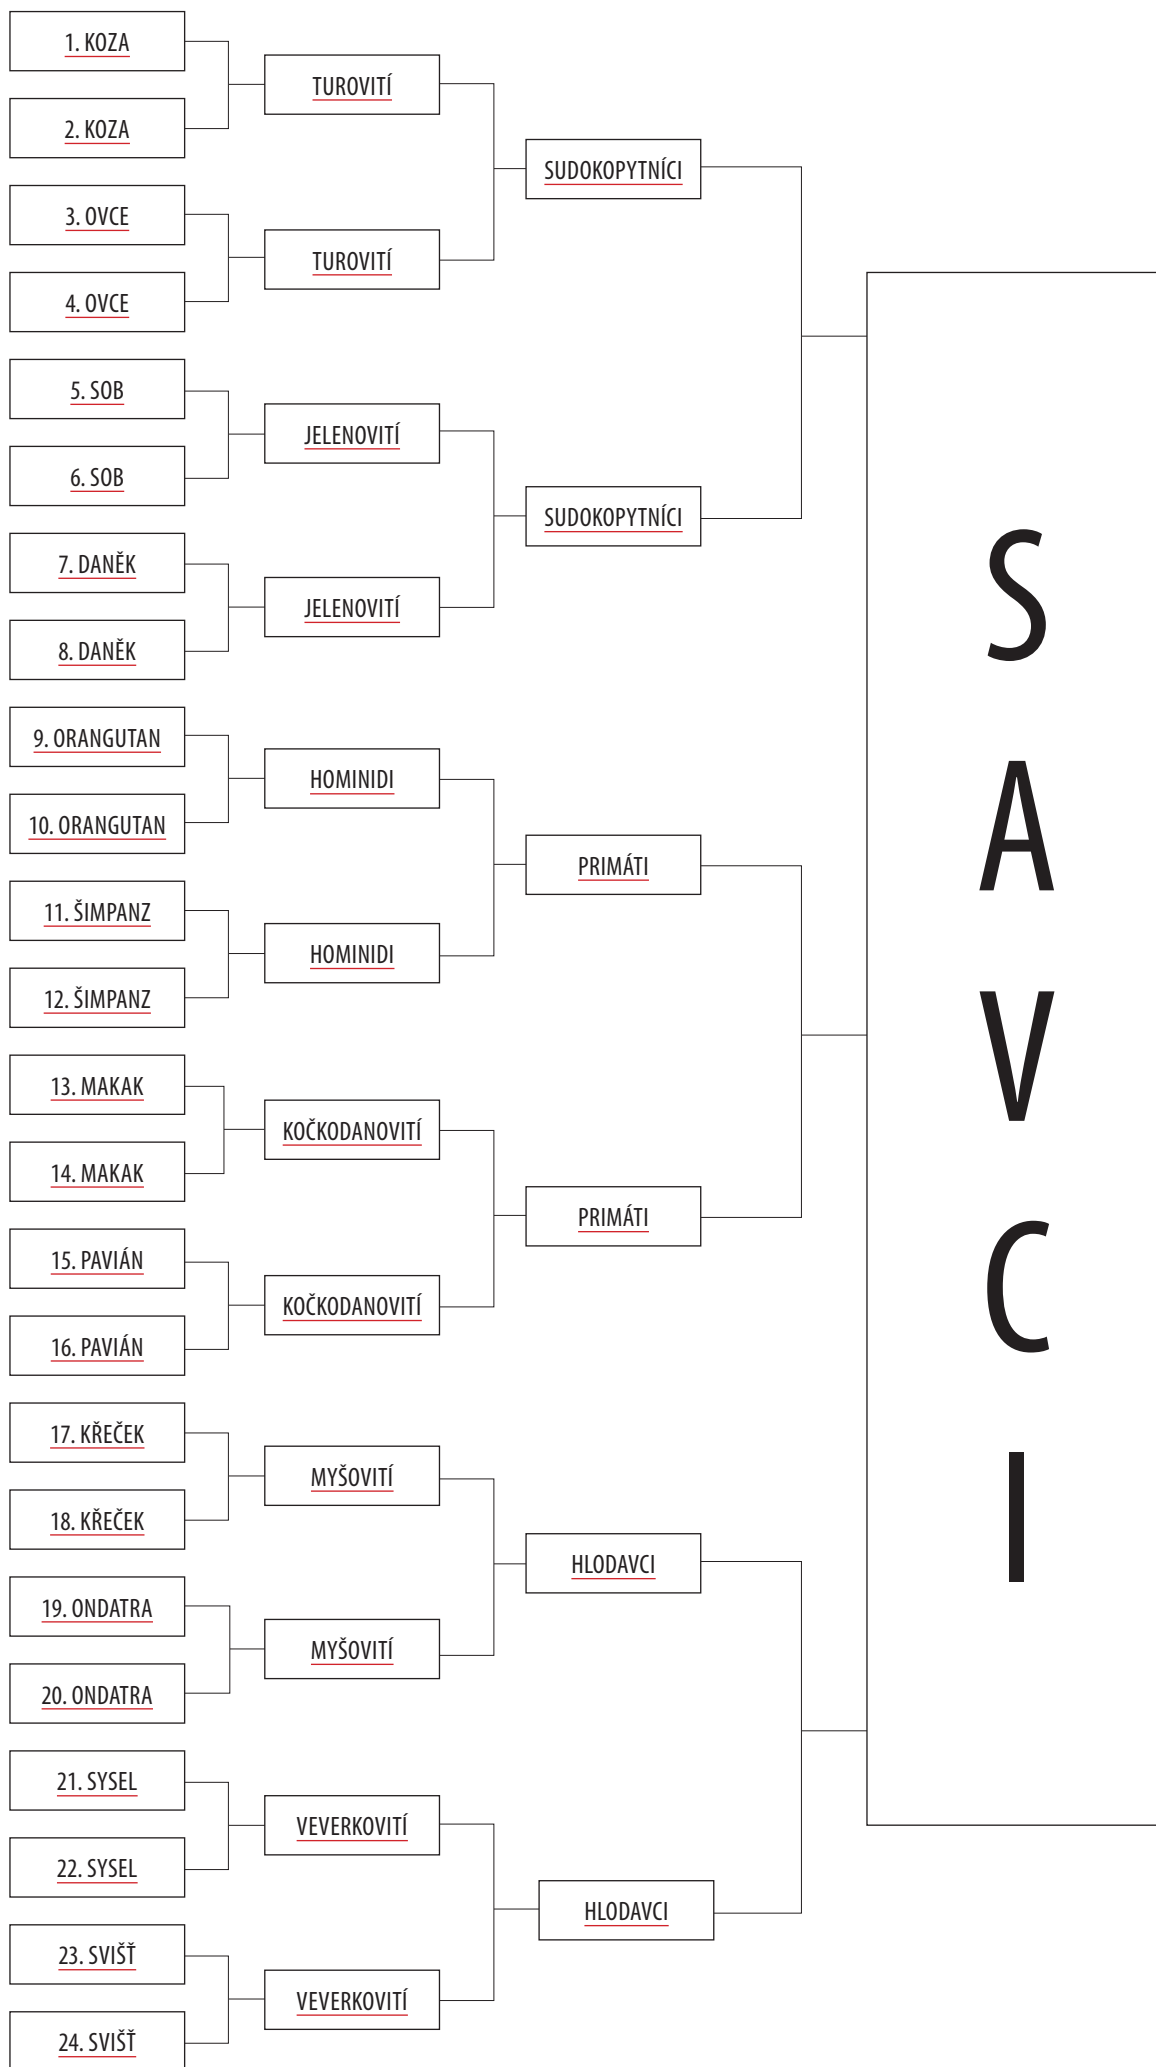 1. KOZA
2. KOZA
3. OVCE
4. OVCE
5. SOB
6. SOB
7. DANĚK
8. DANĚK
9. ORANGUTAN
10. ORANGUTAN
11. ŠIMPANZ
12. ŠIMPANZ
13. MAKAK
14. MAKAK
15. PAVIÁN
16. PAVIÁN
17. KŘEČEK
18. KŘEČEK
19. ONDATRA
20. ONDATRA
21. SYSEL
22. SYSEL
23. SVIŠŤ
24. SVIŠŤ
TUROVITÍ
TUROVITÍ
JELENOVITÍ
JELENOVITÍ
HOMINIDI
HOMINIDI
KOČKODANOVITÍ
KOČKODANOVITÍ
MYŠOVITÍ
MYŠOVITÍ
VEVERKOVITÍ
VEVERKOVITÍ
SUDOKOPYTNÍCI
SUDOKOPYTNÍCI
PRIMÁTI
PRIMÁTI
HLODAVCI
HLODAVCI
S
A
V
C
I